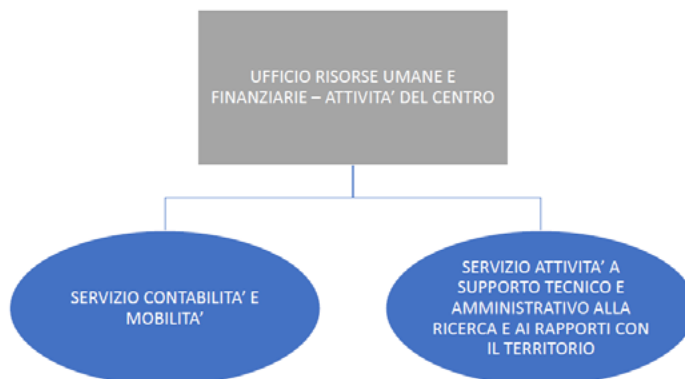 UFFICIO RISORSE UMANE E
FINANZIARIE – ATTIVITA’ DEL CENTRO
SERVIZIO CONTABILITA’ E
MOBILITA’
SERVIZIO ATTIVITA’ A
SUPPORTO TECNICO E
AMMINISTRATIVO ALLA
RICERCA E AI RAPPORTI CON
IL TERRITORIO